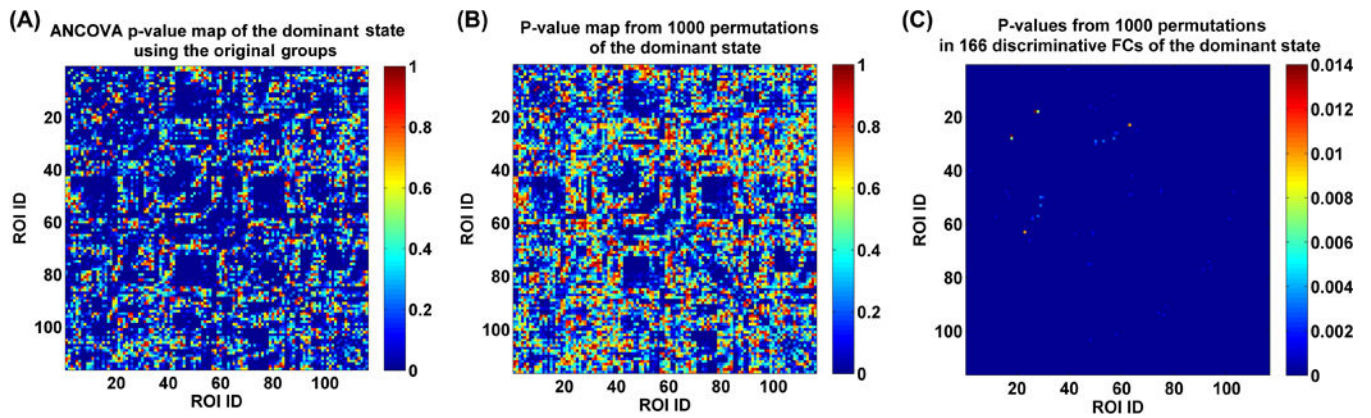 (A)
ANCOVA p-value map of the dominant state
using the original groups
ROI ID
20
40
60
80
100
20 40 60 80 100
ROI ID
1
0.8
0.6
0.4
0.2
0
(B)
P-value map from 1000 permutations
of the dominant state
ROI ID
20
40
60
80
100
20 40 60 80 100
ROI ID
1
0.8
0.6
0.4
0.2
0
(C)
P-values from 1000 permutations
in 166 discriminative FCs of the dominant state
ROI ID
20
40
60
80
100
20 40 60 80 100
ROI ID
0.014
0.012
0.01
0.008
0.006
0.004
0.002
0